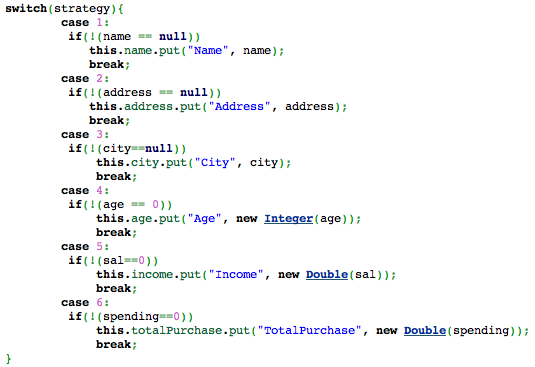 switch(strategy){
case 1:
if(!(name == null))
this.name.put("Name", name);
break;
case 2:
if(!(address == null))
this.address.put("Address", address);
break;
case 3:
if(!(city==null))
this.city.put("City", city);
break;
case 4:
if(!(age == 0))
this.age.put("Age", new Integer(age));
break;
case 5:
if(!(sal==0))
this.income.put("Income", new Double(sal));
break;
case 6:
if(!(spending==0))
this.totalPurchase.put("TotalPurchase", new Double(spending));
break;
}